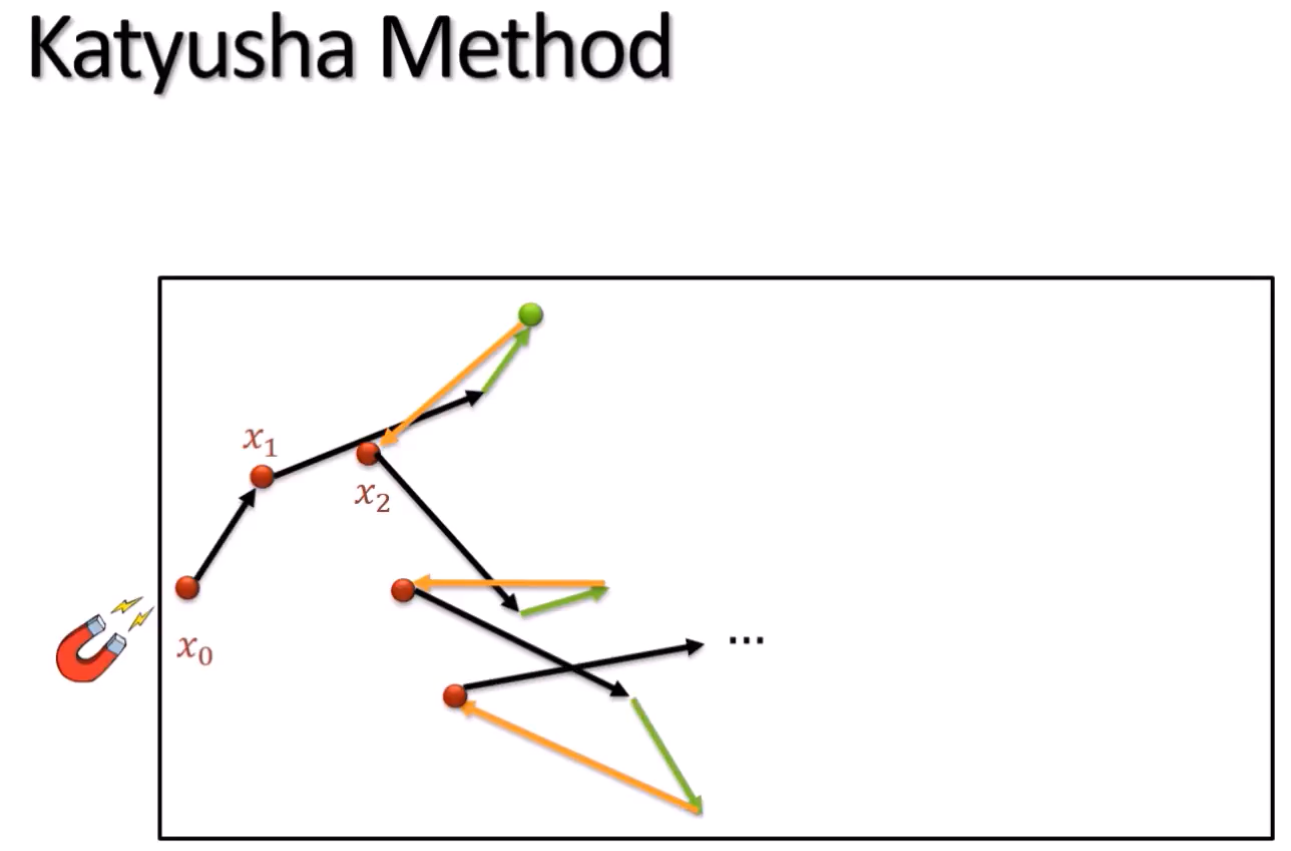 Katyusha Method
x₁
x₂
x₀
...